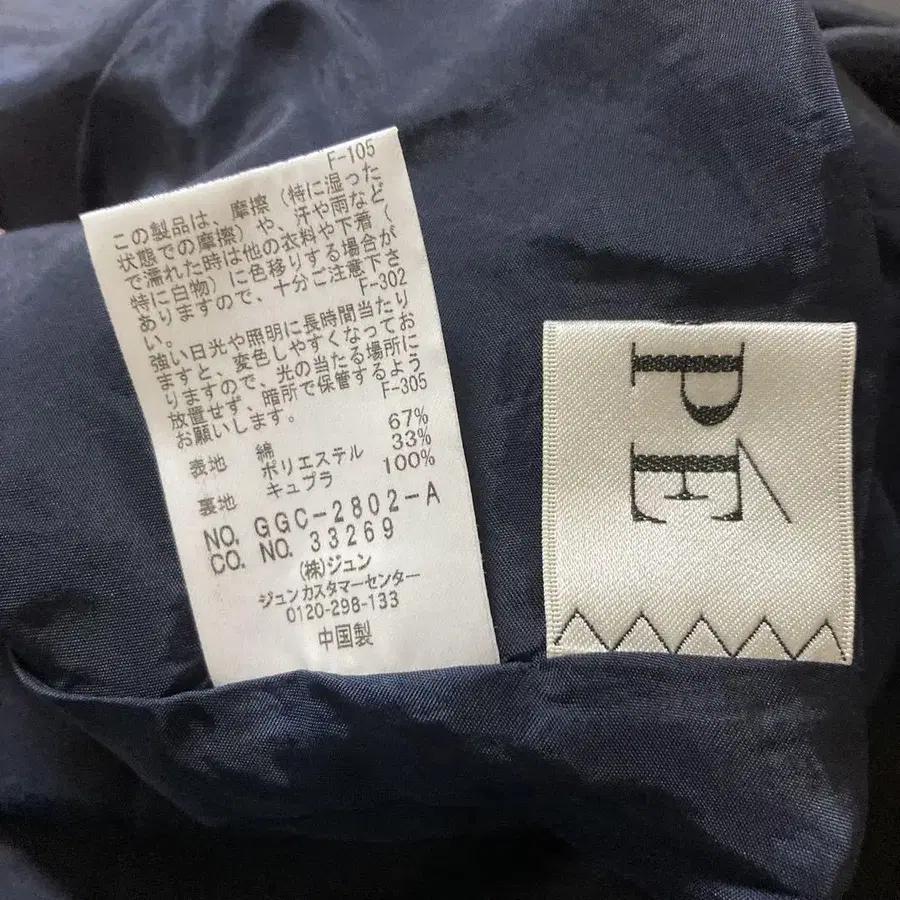 F-105
この製品は、摩擦（特に湿った
状態での摩擦）や、汗や雨など
で濡れた時は他の衣料や下着（
特に白物）に色移りする場合が
ありますので、十分ご注意下さ
い。
F-302
強い日光や照明に長時間当たり
ますと、変色しやすくなってお
りますので、光の当たる場所に
放置せず、暗所で保管するよう
お願いします。
F-305
表地 綿 67%
ポリエステル 33%
裏地 キュプラ 100%
NO. GGC-2802-A
CO. NO. 33269
(株)ジュン
ジュンカスタマーセンター
0120-298-133
中国製
PÉ